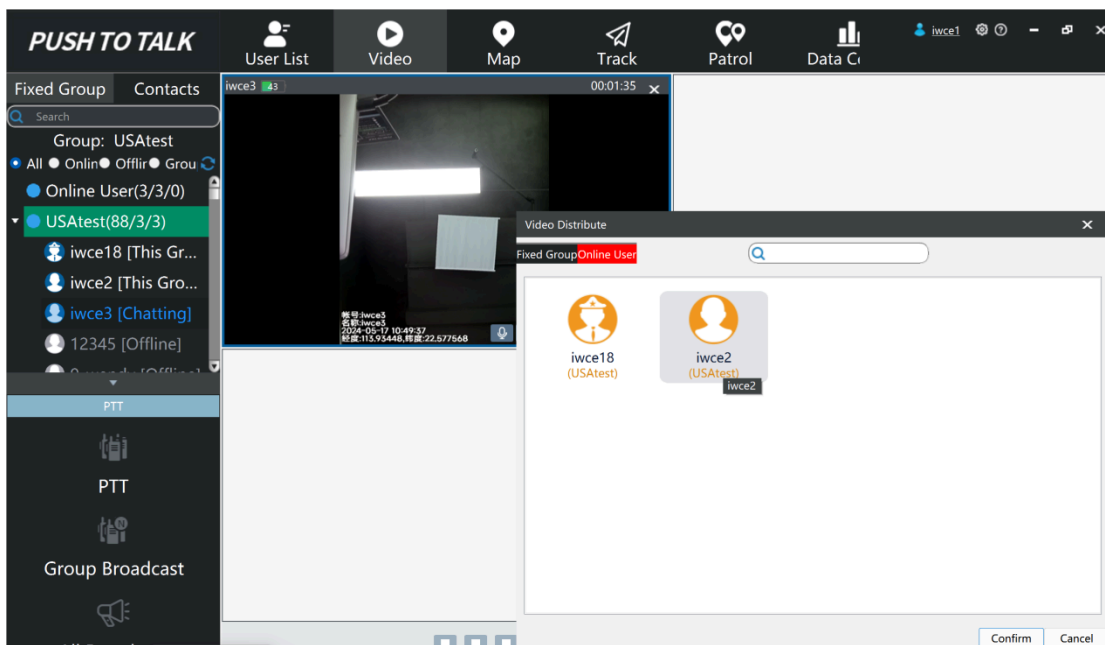 PUSH TO TALK
User List
Video
Map
Track
Patrol
Data C
iwce1
Fixed Group
Contacts
Search
Group: USAtest
All
Onlin
Offlir
Grou
Online User(3/3/0)
USAtest(88/3/3)
iwce18 [This Gr...
iwce2 [This Gro...
iwce3 [Chatting]
12345 [Offline]
PTT
PTT
Group Broadcast
iwce3 43
00:01:35
帐号:iwce3
名称:iwce3
2024-05-17 10:49:37
经度:113.93448,纬度:22.577568
Video Distribute
Fixed Group
Online User
iwce18
(USAtest)
iwce2
(USAtest)
iwce2
Confirm
Cancel